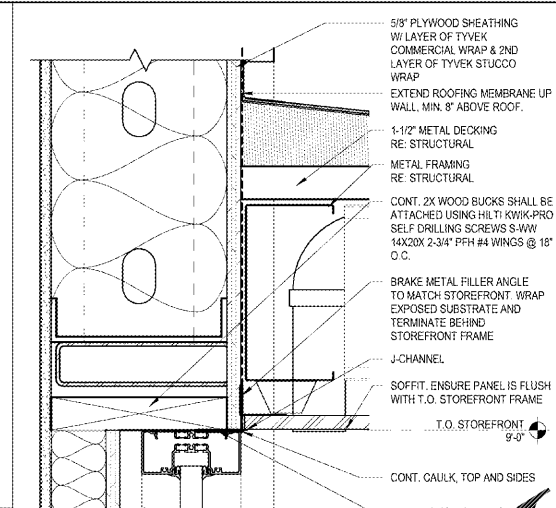 5/8" PLYWOOD SHEATHING
W/ LAYER OF TYVEK
COMMERCIAL WRAP & 2ND
LAYER OF TYVEK STUCCO
WRAP
EXTEND ROOFING MEMBRANE UP
WALL, MIN. 8" ABOVE ROOF.
1-1/2" METAL DECKING
RE: STRUCTURAL
METAL FRAMING
RE: STRUCTURAL
CONT. 2X WOOD BUCKS SHALL BE
ATTACHED USING HILTI KWIK-PRO
SELF DRILLING SCREWS S-WW
14X20X 2-3/4" PFH #4 WINGS @ 18"
O.C.
BRAKE METAL FILLER ANGLE
TO MATCH STOREFRONT. WRAP
EXPOSED SUBSTRATE AND
TERMINATE BEHIND
STOREFRONT FRAME
J-CHANNEL
SOFFIT. ENSURE PANEL IS FLUSH
WITH T.O. STOREFRONT FRAME
T.O. STOREFRONT
9'-0"
CONT. CAULK, TOP AND SIDES